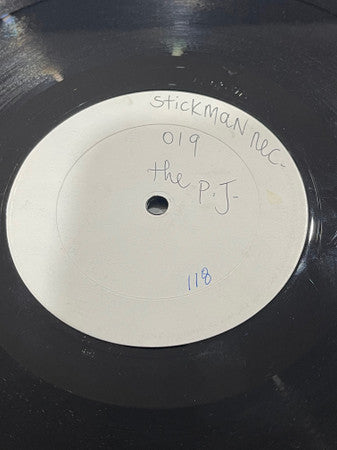 stickman rec.
019
the P.J.
118